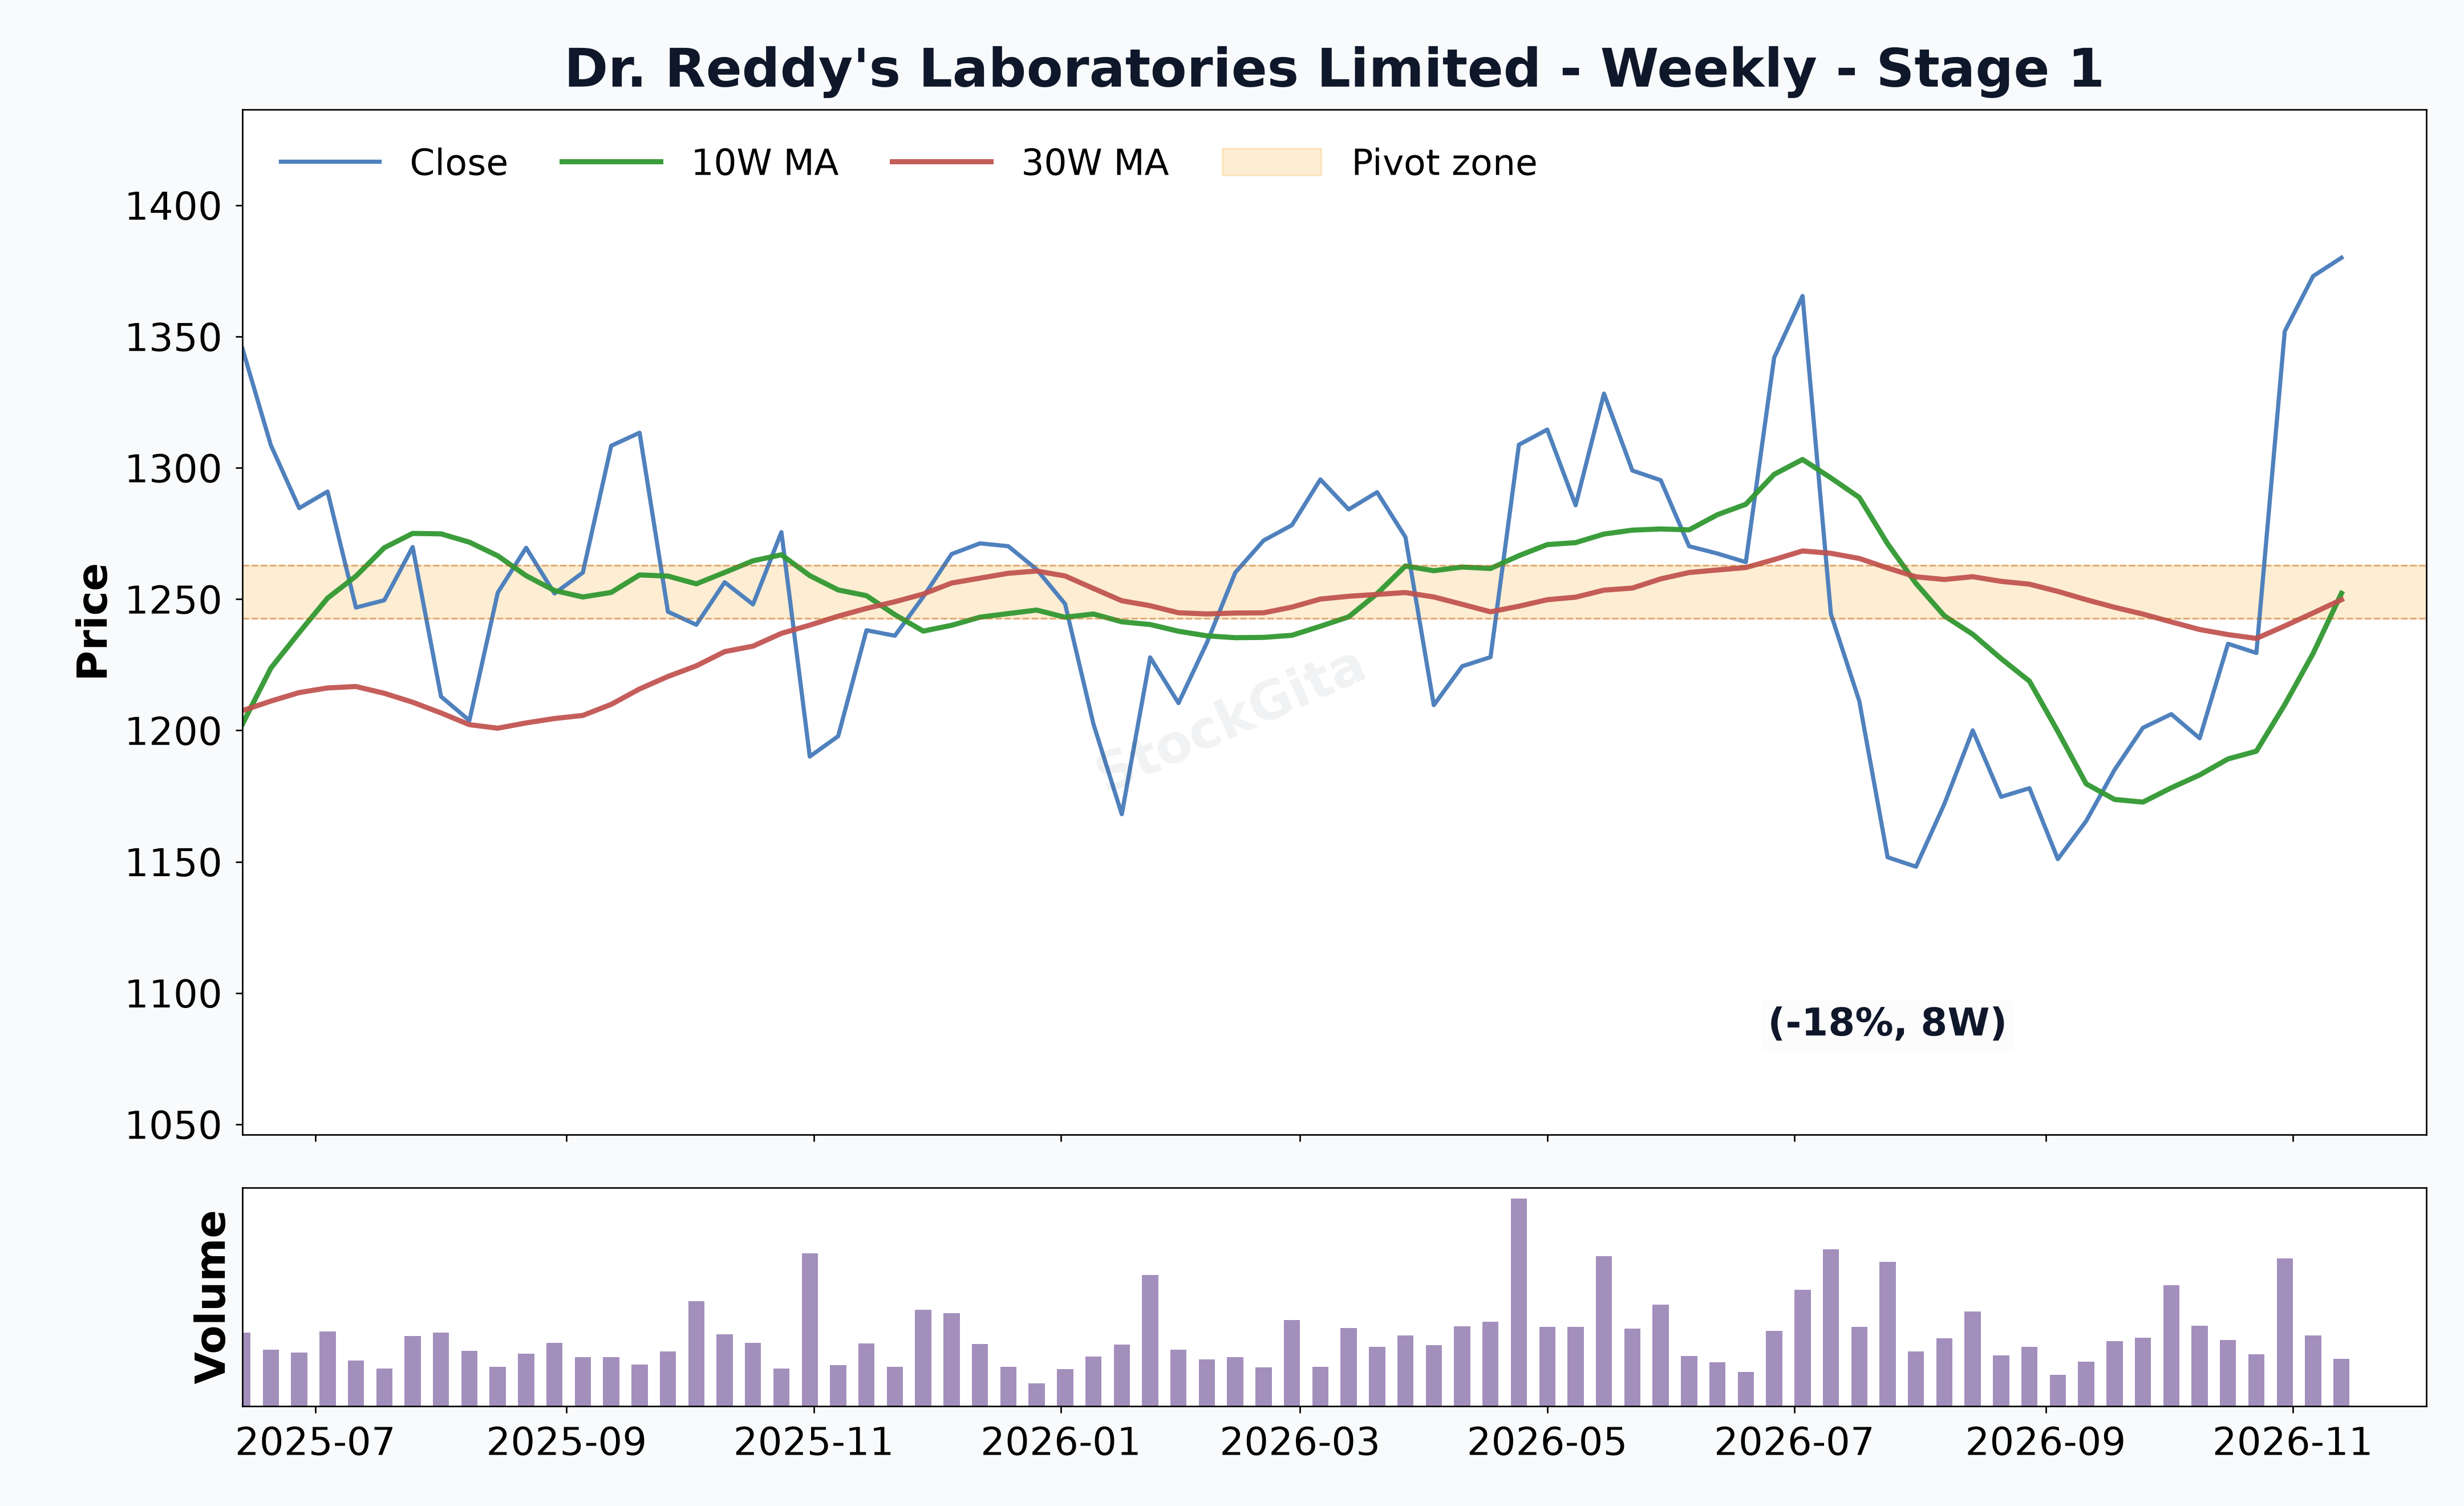 Dr. Reddy's Laboratories Limited - Weekly - Stage 1
Close 10W MA 30W MA Pivot zone
1400
1350
1300
1250
1200
1150
1100
1050
Price
StockGita
(-18%, 8W)
Volume
2025-07 2025-09 2025-11 2026-01 2026-03 2026-05 2026-07 2026-09 2026-11